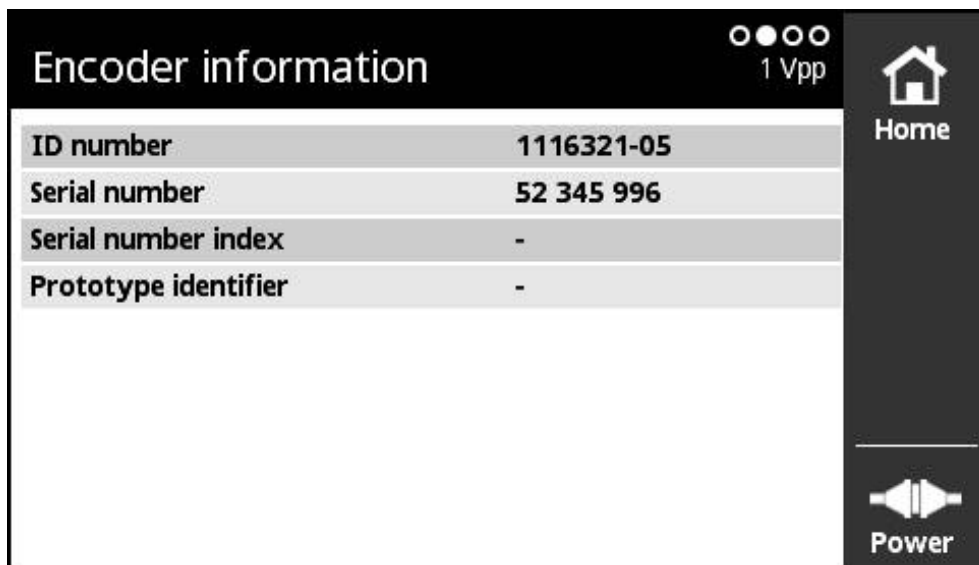 Encoder information
1 Vpp
Home
ID number 1116321-05
Serial number 52 345 996
Serial number index -
Prototype identifier -
Power